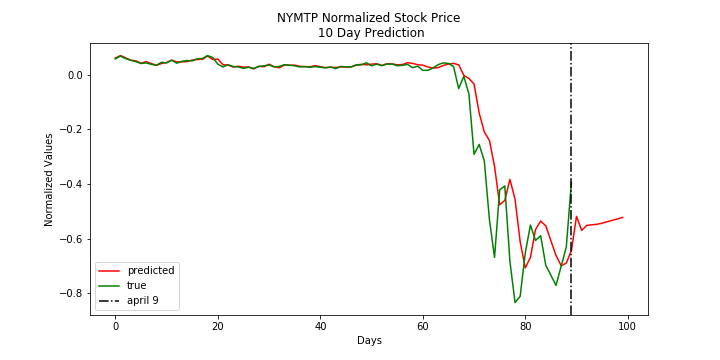 NYMTP Normalized Stock Price
10 Day Prediction
Normalized Values
0.0
−0.2
−0.4
−0.6
−0.8
predicted
true
april 9
0
20
40
60
80
100
Days